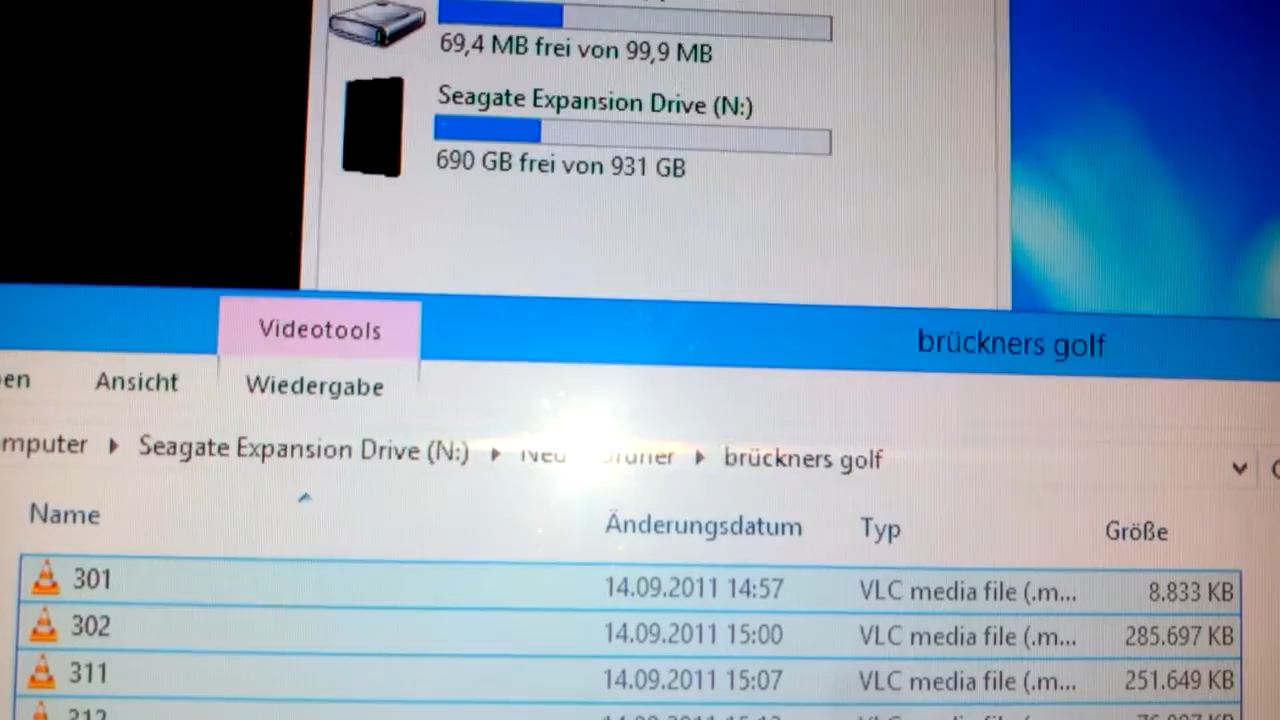 69,4 MB frei von 99,9 MB
Seagate Expansion Drive (N:)
690 GB frei von 931 GB
Videotools
brückners golf
en Ansicht Wiedergabe
mputer Seagate Expansion Drive (N:) brückners golf
Name Änderungsdatum Typ Größe
301 14.09.2011 14:57 VLC media file (.m... 8.833 KB
302 14.09.2011 15:00 VLC media file (.m... 285.697 KB
311 14.09.2011 15:07 VLC media file (.m... 251.649 KB